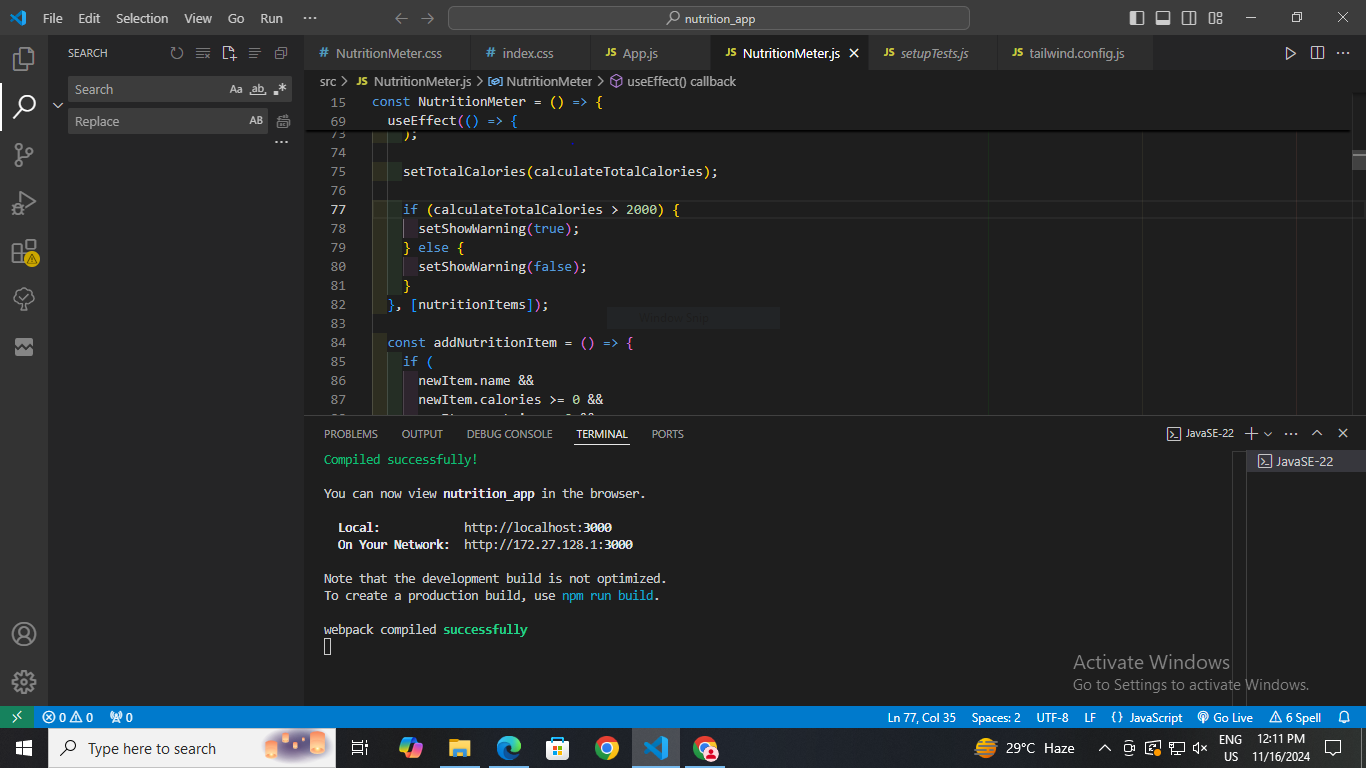 File Edit Selection View Go Run ···
nutrition_app
SEARCH
Search
Aa ab .*
Replace
AB
NutritionMeter.css
index.css
JS App.js
JS NutritionMeter.js
JS setupTests.js
JS tailwind.config.js
src > JS NutritionMeter.js > NutritionMeter > useEffect() callback
15 const NutritionMeter = () => {
69 useEffect(() => {
73 );
74
75 setTotalCalories(calculateTotalCalories);
76
77 if (calculateTotalCalories > 2000) {
78 setShowWarning(true);
79 } else {
80 setShowWarning(false);
81 }
82 }, [nutritionItems]);
83
84 const addNutritionItem = () => {
85 if (
86 newItem.name &&
87 newItem.calories >= 0 &&
PROBLEMS OUTPUT DEBUG CONSOLE TERMINAL PORTS
JavaSE-22
JavaSE-22
Compiled successfully!
You can now view nutrition_app in the browser.
Local: http://localhost:3000
On Your Network: http://172.27.128.1:3000
Note that the development build is not optimized.
To create a production build, use npm run build.
webpack compiled successfully
Activate Windows
Go to Settings to activate Windows.
0 0 0
Ln 77, Col 35 Spaces: 2 UTF-8 LF {} JavaScript Go Live 6 Spell
Type here to search
29°C Haze
ENG
US
12:11 PM
11/16/2024